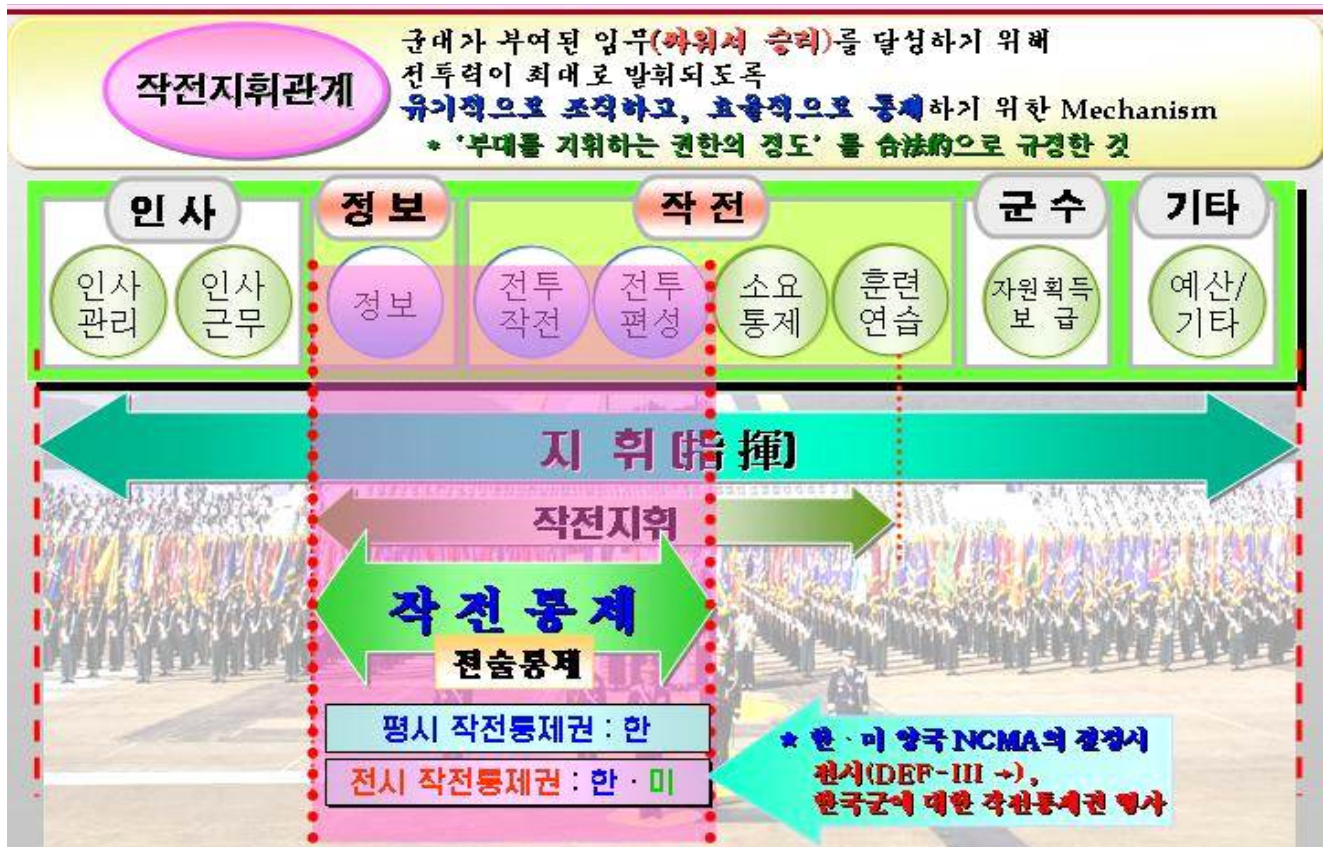 작전지휘관계
군대가 부여된 임무(싸워서 승리)를 달성하기 위해
전투력이 최대로 발휘되도록
유기적으로 조직하고, 효율적으로 통제하기 위한 Mechanism
* '부대를 지휘하는 권한의 정도' 를 合法的으로 규정한 것
인 사
정 보
작 전
군 수
기타
인사
관리
인사
근무
정보
전투
작전
전투
편성
소요
통제
훈련
연습
자원획득
보 급
예산/
기타
지 휘 (指 揮)
작전지휘
작 전 통 제
전술통제
평시 작전통제권 : 한
전시 작전통제권 : 한 · 미
★ 한 · 미 양국 NCMA의 결정시
전시(DEF-III →),
한국군에 대한 작전통제권 행사